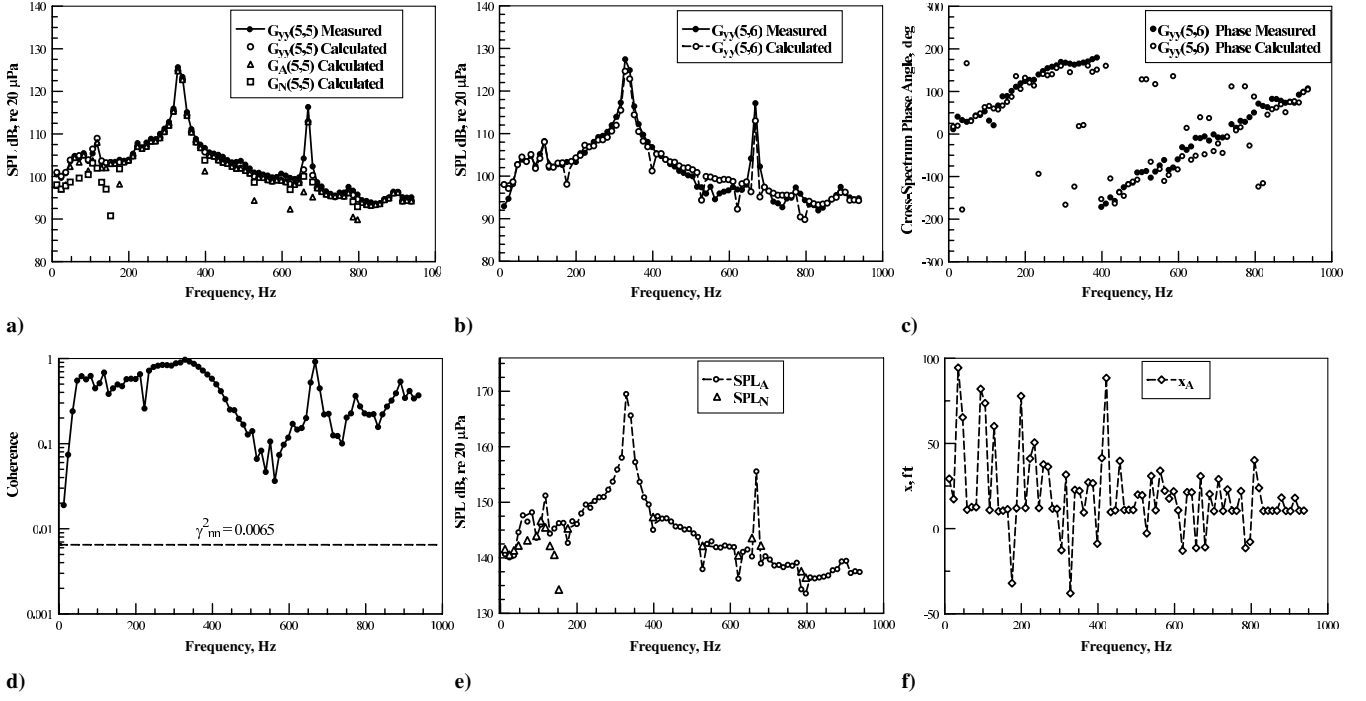 140
130
120
110
100
90
80
SPL dB, re 20 µPa
Gyy(5,5) Measured
Gyy(5,5) Calculated
GA(5,5) Calculated
GN(5,5) Calculated
0 200 400 600 800 1000
Frequency, Hz
a)
140
130
120
110
100
90
80
SPL dB, re 20 µPa
Gyy(5,6) Measured
Gyy(5,6) Calculated
0 200 400 600 800 1000
Frequency, Hz
b)
300
200
100
0
-100
-200
-300
Cross-Spectrum Phase Angle, deg
Gyy(5,6) Phase Measured
Gyy(5,6) Phase Calculated
0 200 400 600 800 1000
Frequency, Hz
c)
1
0.1
0.01
0.001
Coherence
γ²nn = 0.0065
0 200 400 600 800 1000
Frequency, Hz
d)
170
160
150
140
130
SPL dB, re 20 µPa
SPLA
SPLN
0 200 400 600 800 1000
Frequency, Hz
e)
100
50
0
-50
x, ft
xA
0 200 400 600 800 1000
Frequency, Hz
f)